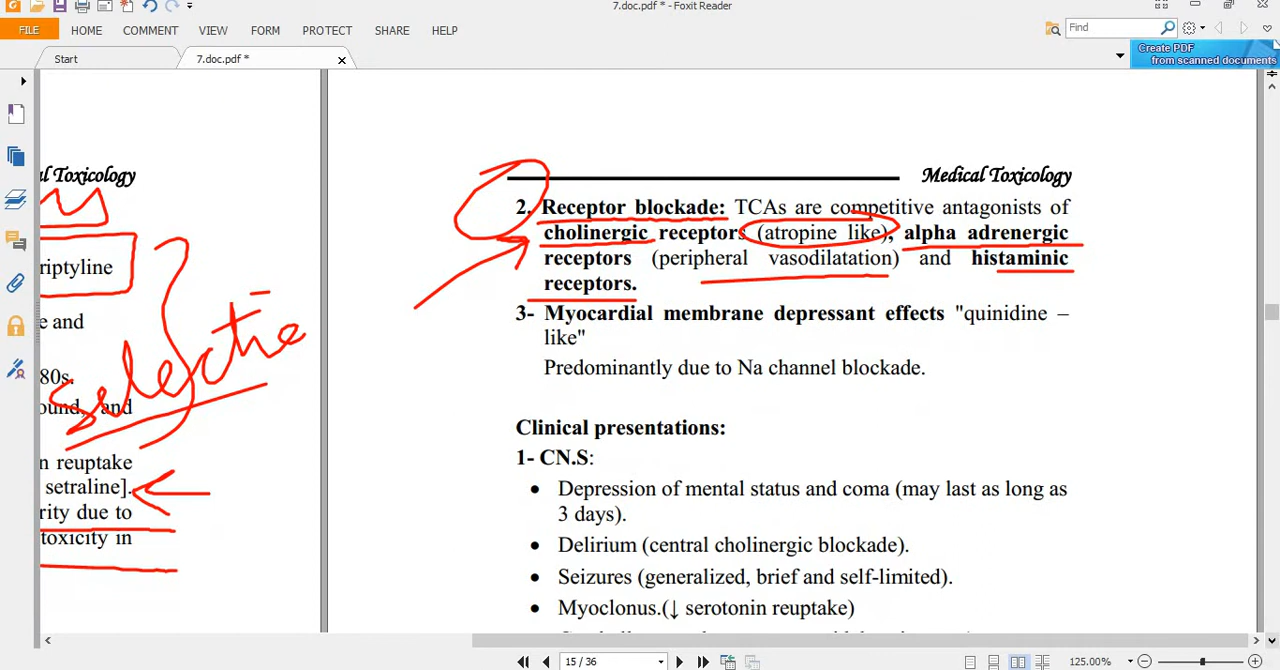 7.doc.pdf * - Foxit Reader
FILE HOME COMMENT VIEW FORM PROTECT SHARE HELP
Find
Create PDF
from scanned documents
Start
7.doc.pdf *
al Toxicology
riptyline
e and
80s.
ound, and
n reuptake
setraline].
rity due to
toxicity in
selective
Medical Toxicology
2. Receptor blockade: TCAs are competitive antagonists of
cholinergic receptors (atropine like), alpha adrenergic
receptors (peripheral vasodilatation) and histaminic
receptors.
3- Myocardial membrane depressant effects "quinidine –
like"
Predominantly due to Na channel blockade.
Clinical presentations:
1- CN.S:
• Depression of mental status and coma (may last as long as
3 days).
• Delirium (central cholinergic blockade).
• Seizures (generalized, brief and self-limited).
• Myoclonus.(↓ serotonin reuptake)
15 / 36
125.00%